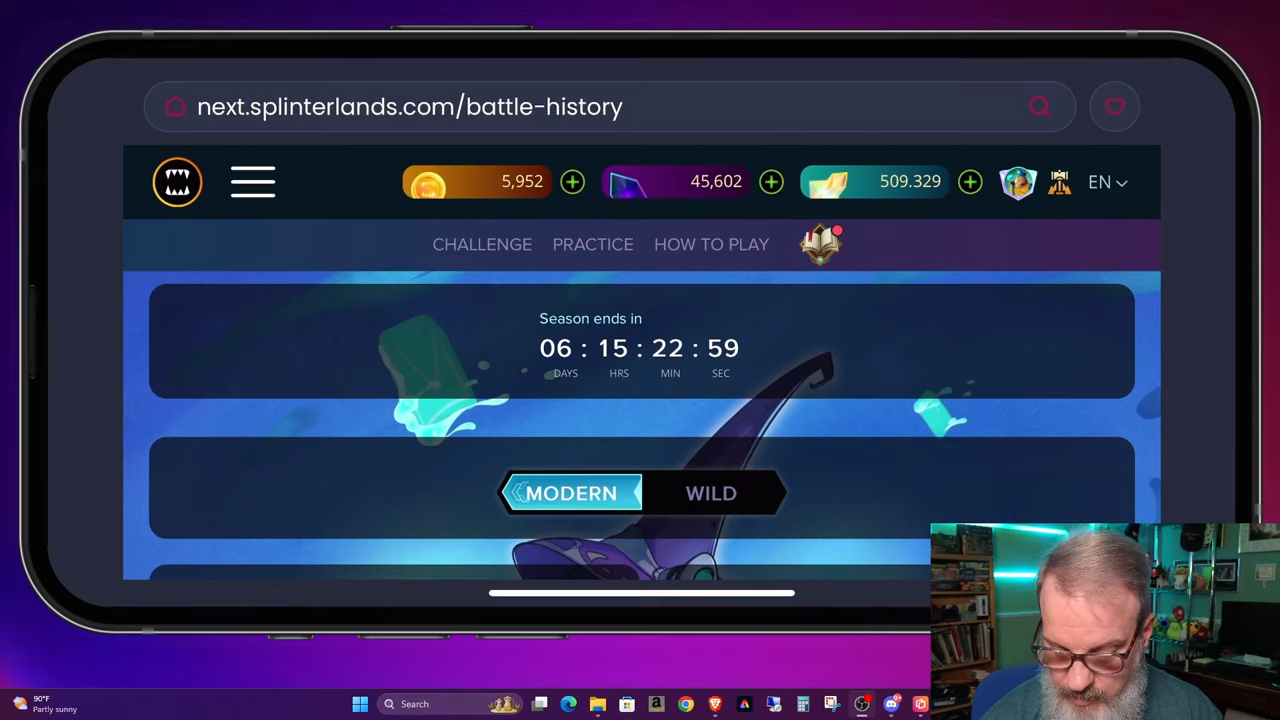 next.splinterlands.com/battle-history
5,952
45,602
509.329
EN
CHALLENGE PRACTICE HOW TO PLAY
Season ends in
06 : 15 : 22 : 59
DAYS HRS MIN SEC
MODERN WILD
90°F
Partly sunny
Search